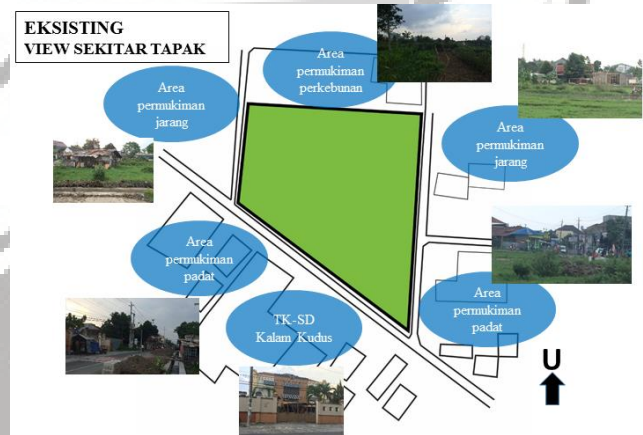 EKSISTING
VIEW SEKITAR TAPAK
Area
permukiman
perkebunan
Area
permukiman
jarang
Area
permukiman
jarang
Area
permukiman
padat
Area
permukiman
padat
TK-SD
Kalam Kudus
U